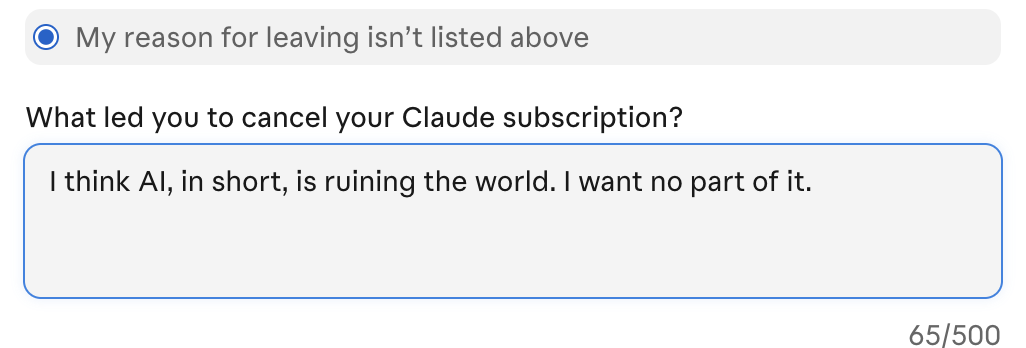 My reason for leaving isn’t listed above
What led you to cancel your Claude subscription?
I think AI, in short, is ruining the world. I want no part of it.
65/500